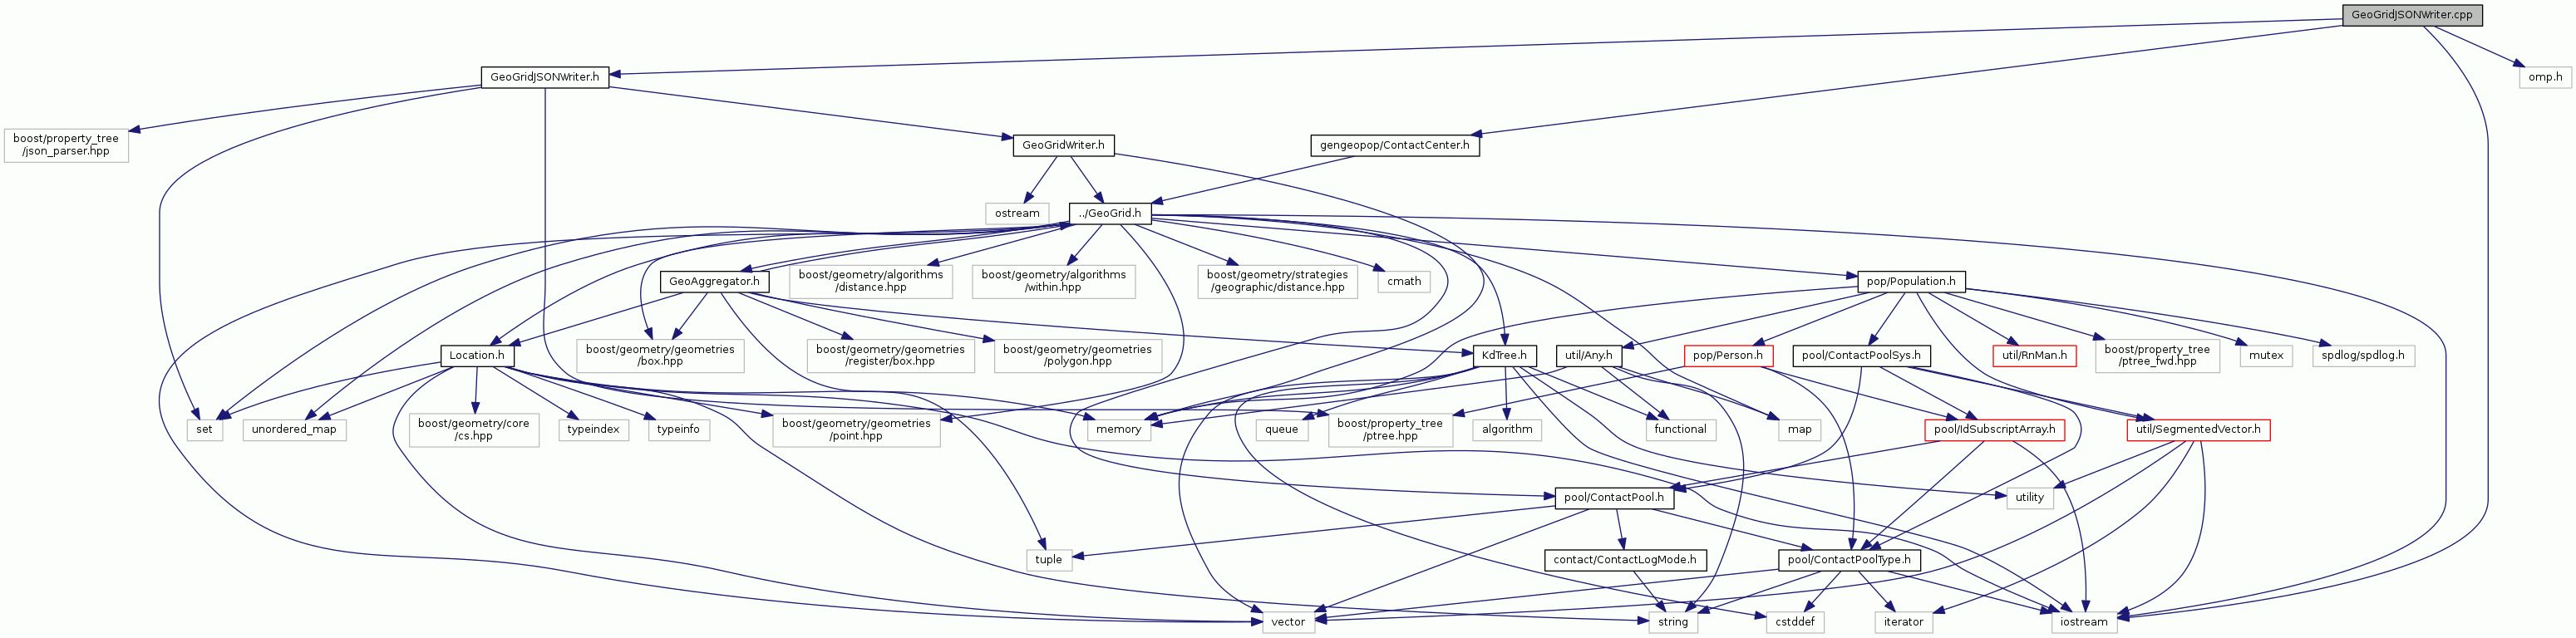 GeoGridJSONWriter.cpp
GeoGridJSONWriter.h
omp.h
boost/property_tree
/json_parser.hpp
GeoGridWriter.h
gengeopop/ContactCenter.h
ostream
../GeoGrid.h
GeoAggregator.h
boost/geometry/algorithms
/distance.hpp
boost/geometry/algorithms
/within.hpp
boost/geometry/strategies
/geographic/distance.hpp
cmath
pop/Population.h
Location.h
boost/geometry/geometries
/box.hpp
boost/geometry/geometries
/register/box.hpp
boost/geometry/geometries
/polygon.hpp
KdTree.h
util/Any.h
pop/Person.h
pool/ContactPoolSys.h
util/RnMan.h
boost/property_tree
/ptree_fwd.hpp
mutex
spdlog/spdlog.h
set
unordered_map
boost/geometry/core
/cs.hpp
typeindex
typeinfo
boost/geometry/geometries
/point.hpp
memory
queue
boost/property_tree
/ptree.hpp
algorithm
functional
map
pool/IdSubscriptArray.h
util/SegmentedVector.h
pool/ContactPool.h
utility
tuple
contact/ContactLogMode.h
pool/ContactPoolType.h
vector
string
cstddef
iterator
iostream